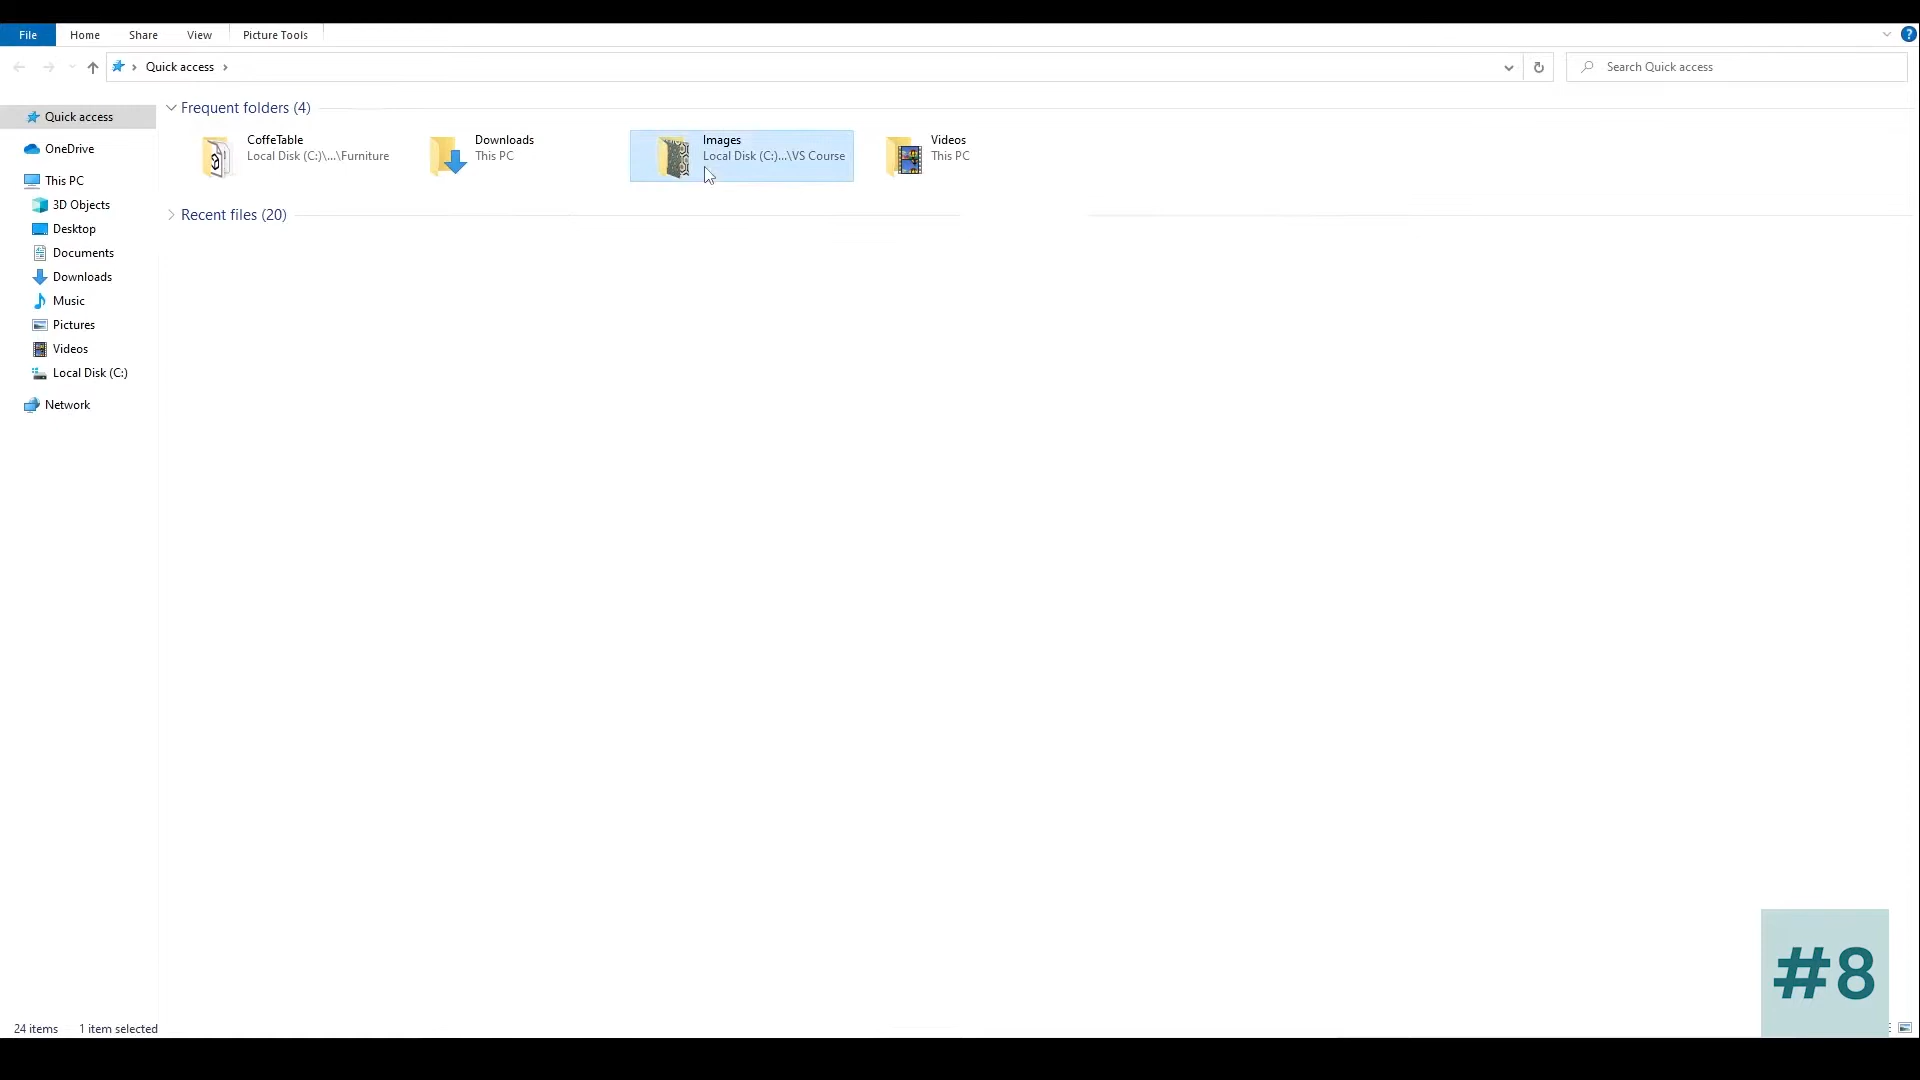 File Home Share View Picture Tools
Quick access
Search Quick access
Quick access
OneDrive
This PC
3D Objects
Desktop
Documents
Downloads
Music
Pictures
Videos
Local Disk (C:)
Network
Frequent folders (4)
CoffeTable
Local Disk (C:)\...\Furniture
Downloads
This PC
Images
Local Disk (C:)...\VS Course
Videos
This PC
Recent files (20)
#8
24 items 1 item selected